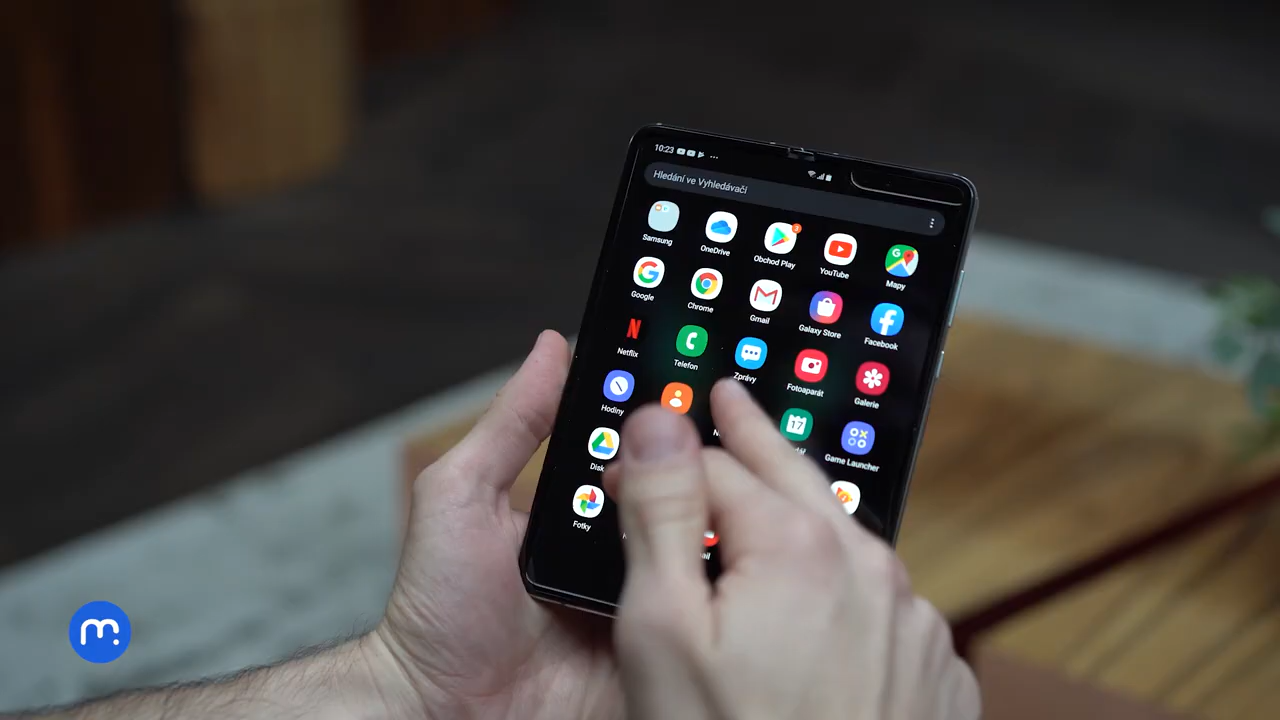 10:23
Hledání ve Vyhledávači
Samsung
OneDrive
Obchod Play
YouTube
Mapy
Google
Chrome
Gmail
Galaxy Store
Facebook
Netflix
Telefon
Zprávy
Fotoaparát
Galerie
Hodiny
17
Game Launcher
Disk
Fotky
m.